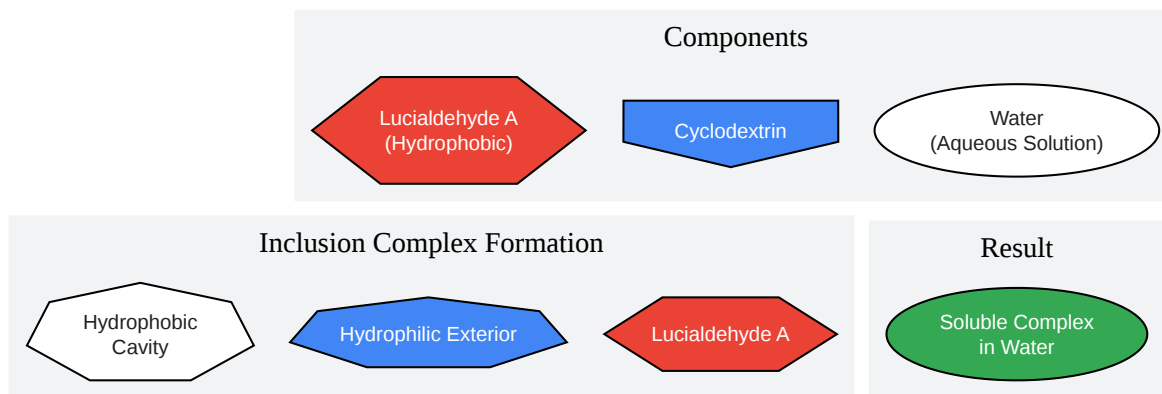 Components
Lucialdehyde A
(Hydrophobic)
Cyclodextrin
Water
(Aqueous Solution)
Inclusion Complex Formation
Hydrophobic
Cavity
Hydrophilic Exterior
Lucialdehyde A
Result
Soluble Complex
in Water